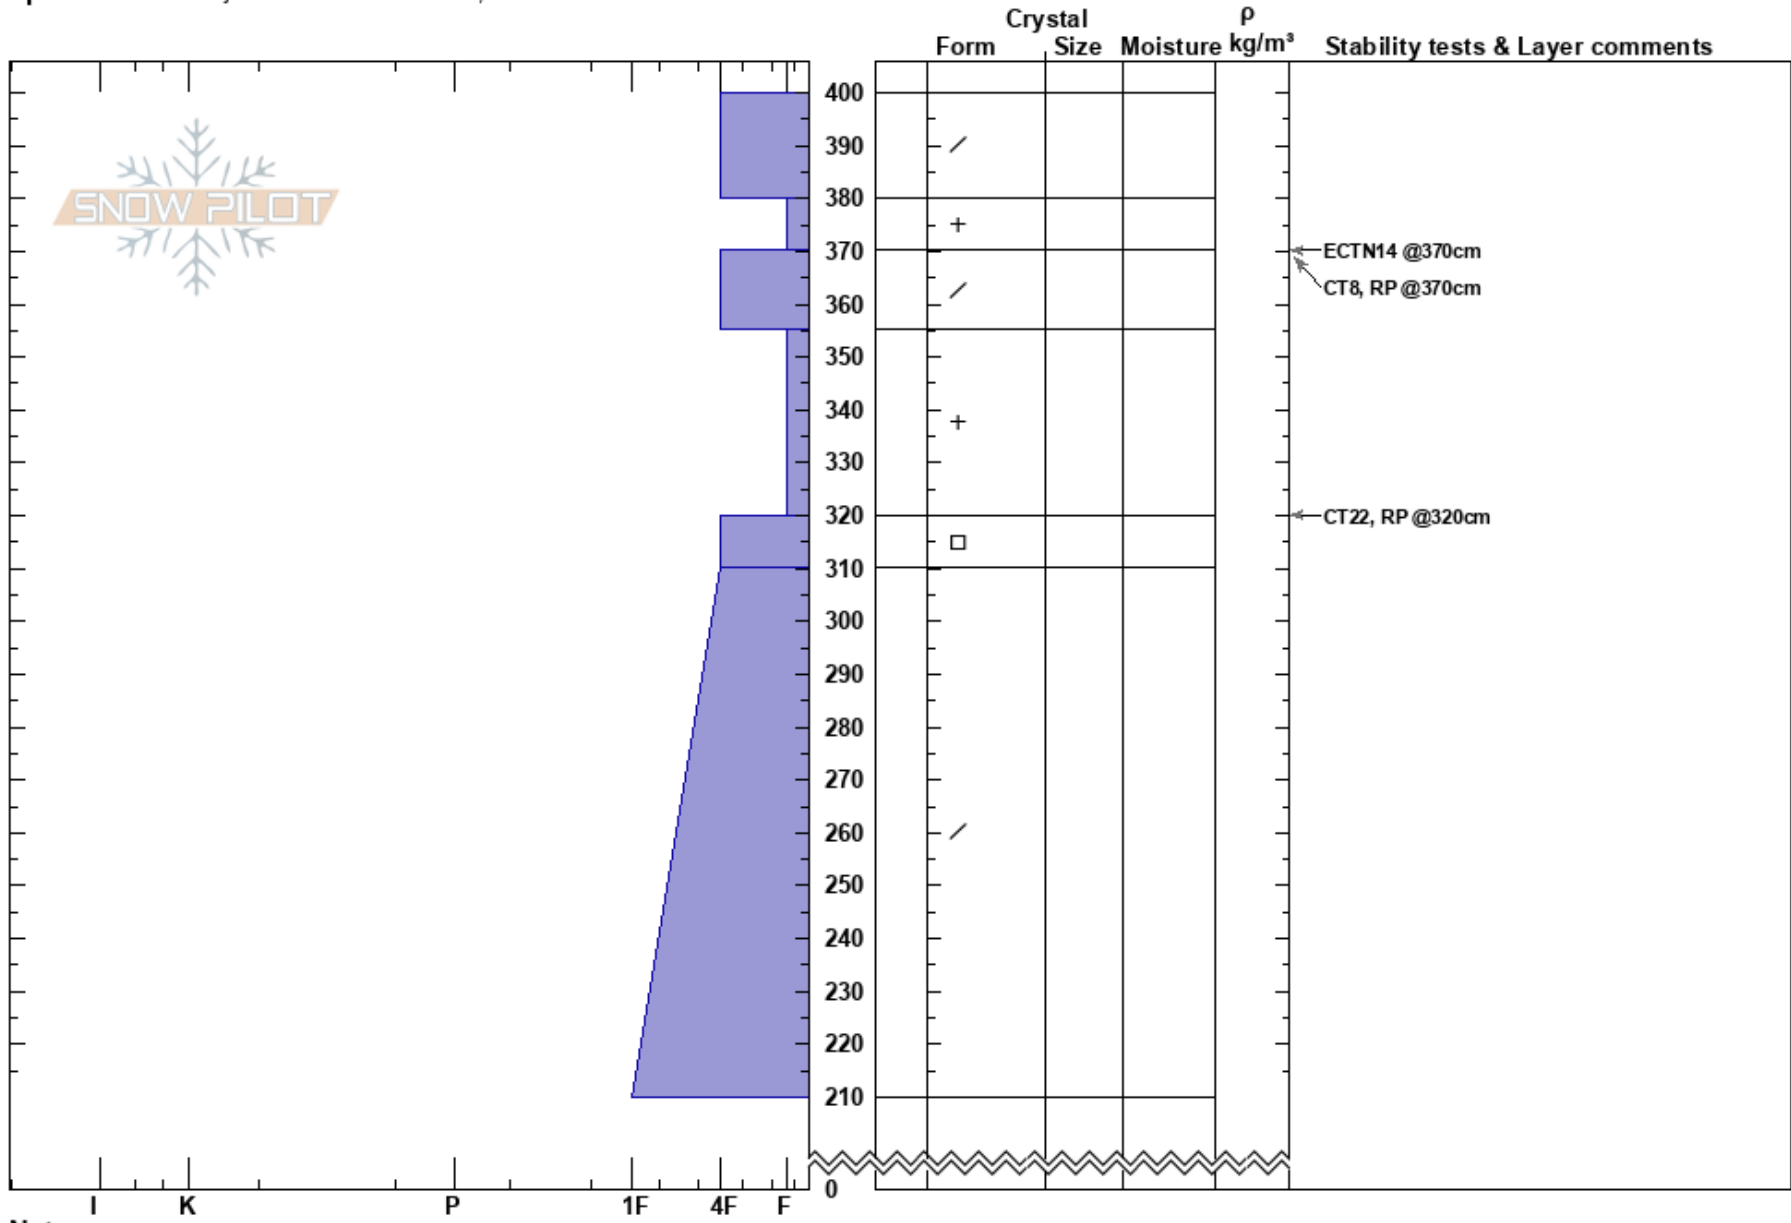 Crystal
ρ
Form Size Moisture kg/m³ Stability tests & Layer comments
SNOW PILOT
400
390
380
370
ECTN14 @370cm
CT8, RP @370cm
360
350
340
330
320
CT22, RP @320cm
310
300
290
280
270
260
250
240
230
220
210
0
I K P 1F 4F F